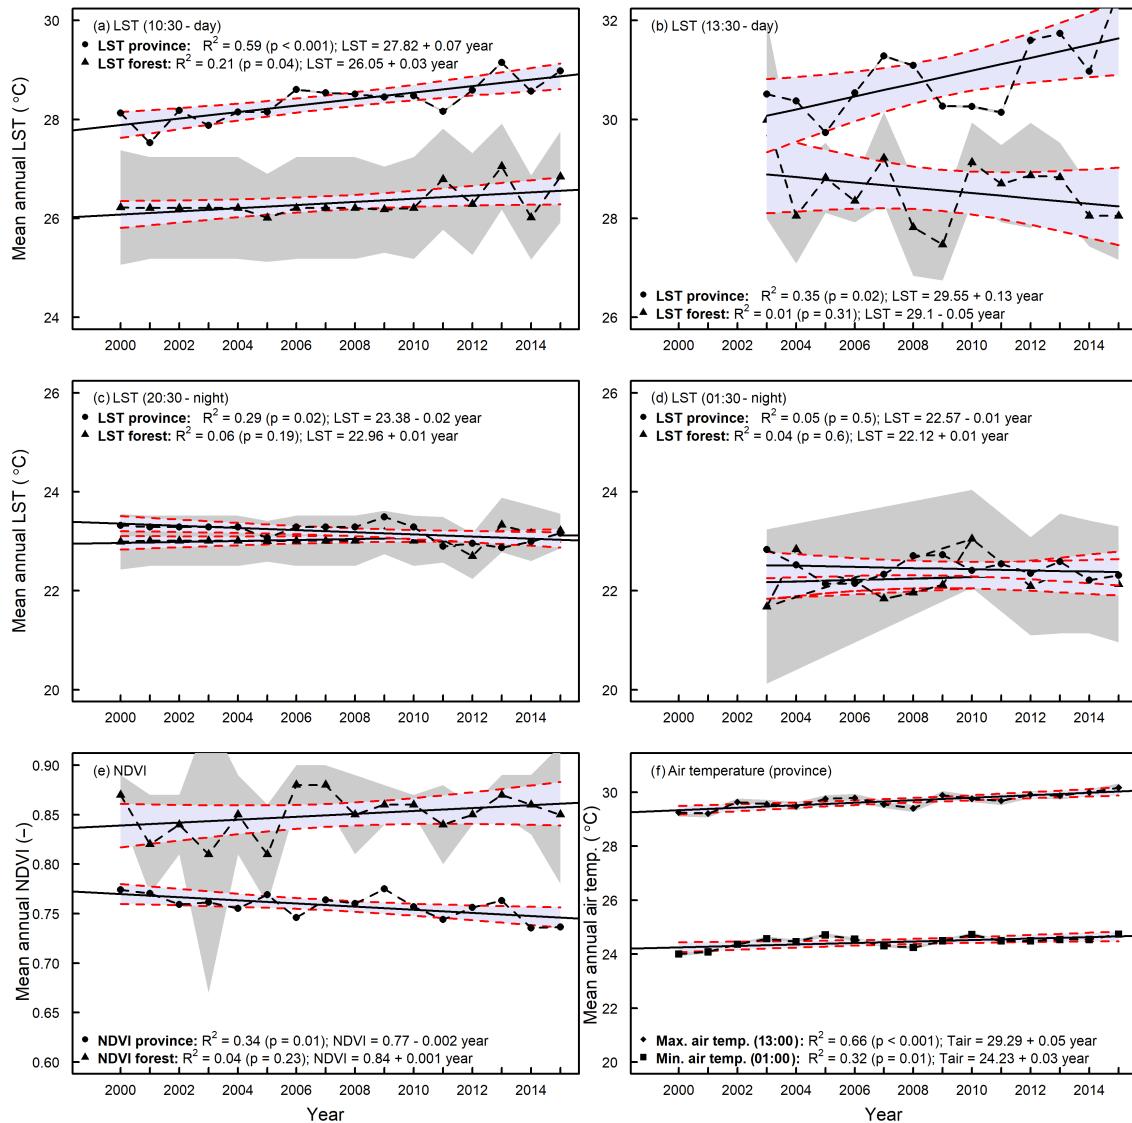 (a) LST (10:30 - day)
LST province: R² = 0.59 (p < 0.001); LST = 27.82 + 0.07 year
LST forest: R² = 0.21 (p = 0.04); LST = 26.05 + 0.03 year
30
28
26
24
Mean annual LST (°C)
2000 2002 2004 2006 2008 2010 2012 2014
(b) LST (13:30 - day)
32
30
28
26
LST province: R² = 0.35 (p = 0.02); LST = 29.55 + 0.13 year
LST forest: R² = 0.01 (p = 0.31); LST = 29.1 - 0.05 year
2000 2002 2004 2006 2008 2010 2012 2014
(c) LST (20:30 - night)
LST province: R² = 0.29 (p = 0.02); LST = 23.38 - 0.02 year
LST forest: R² = 0.06 (p = 0.19); LST = 22.96 + 0.01 year
26
24
22
20
Mean annual LST (°C)
2000 2002 2004 2006 2008 2010 2012 2014
(d) LST (01:30 - night)
LST province: R² = 0.05 (p = 0.5); LST = 22.57 - 0.01 year
LST forest: R² = 0.04 (p = 0.6); LST = 22.12 + 0.01 year
26
24
22
20
2000 2002 2004 2006 2008 2010 2012 2014
(e) NDVI
0.90
0.85
0.80
0.75
0.70
0.65
0.60
Mean annual NDVI (−)
NDVI province: R² = 0.34 (p = 0.01); NDVI = 0.77 - 0.002 year
NDVI forest: R² = 0.04 (p = 0.23); NDVI = 0.84 + 0.001 year
2000 2002 2004 2006 2008 2010 2012 2014
Year
(f) Air temperature (province)
30
28
26
24
22
20
Mean annual air temp. (°C)
Max. air temp. (13:00): R² = 0.66 (p < 0.001); Tair = 29.29 + 0.05 year
Min. air temp. (01:00): R² = 0.32 (p = 0.01); Tair = 24.23 + 0.03 year
2000 2002 2004 2006 2008 2010 2012 2014
Year